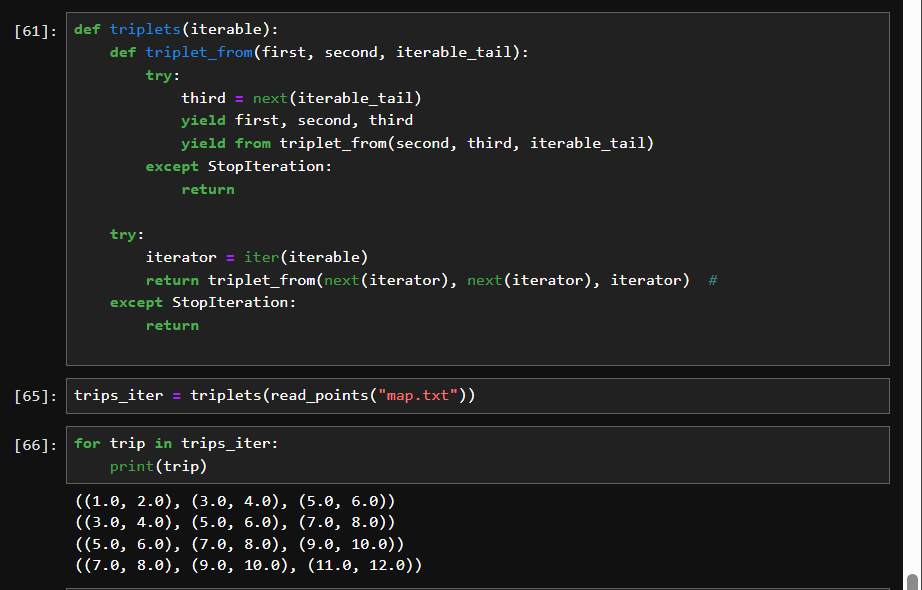 [61]: def triplets(iterable):
    def triplet_from(first, second, iterable_tail):
        try:
            third = next(iterable_tail)
            yield first, second, third
            yield from triplet_from(second, third, iterable_tail)
        except StopIteration:
            return
    try:
        iterator = iter(iterable)
        return triplet_from(next(iterator), next(iterator), iterator)  #
    except StopIteration:
        return
[65]: trips_iter = triplets(read_points("map.txt"))
[66]: for trip in trips_iter:
    print(trip)
((1.0, 2.0), (3.0, 4.0), (5.0, 6.0))
((3.0, 4.0), (5.0, 6.0), (7.0, 8.0))
((5.0, 6.0), (7.0, 8.0), (9.0, 10.0))
((7.0, 8.0), (9.0, 10.0), (11.0, 12.0))